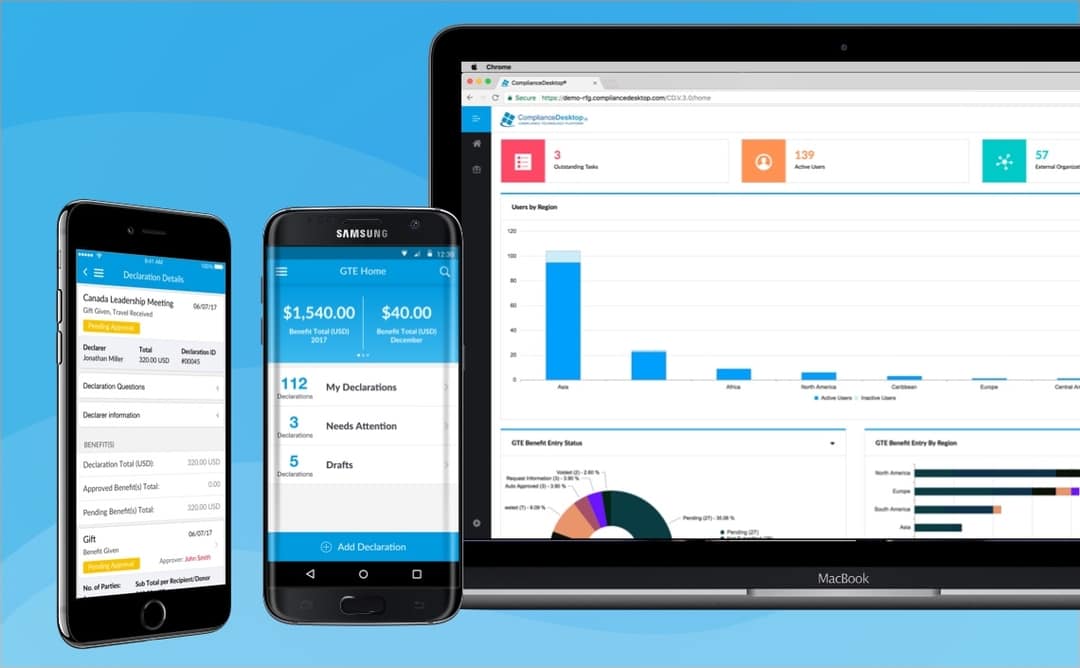 9:41 AM
100%
Declaration Details
Canada Leadership Meeting
06/07/17
Gift Given, Travel Received
Pending Approval
Declarer
Total
Declaration ID
Jonathan Miller
320.00 USD
#00045
Declaration Questions
Declarer information
BENEFIT(S)
Declaration Total (USD):
320.00 USD
Approved Benefit(s) Total:
0.00
Pending Benefit(s) Total:
320.00 USD
Gift
06/07/17
Benefit Given
Pending Approval
Approver: John Smith
No. of Parties:
Sub Total per Recipient/Donor
SAMSUNG
12:30
GTE Home
$1,540.00
$40.00
Benefit Total (USD)
Benefit Total (USD)
2017
December
112
Declarations
My Declarations
3
Declarations
Needs Attention
5
Declarations
Drafts
Add Declaration
Chrome
ComplianceDesktop®
Secure https://demo-rfg.compliancedesktop.com/CD.V.3.0/home
ComplianceDesktop
COMPLIANCE TECHNOLOGY PLATFORM
3
Outstanding Tasks
139
Active Users
57
External Organizat
Users by Region
120
100
80
60
40
20
0
Asia
Africa
North America
Caribbean
Europe
Central A
Active Users
Inactive Users
GTE Benefit Entry Status
Voided (2) - 2.60 %
Request Information (3) - 3.90 %
Auto Approved (3) - 3.90 %
Pending (27) - 35.06 %
Pending (27)
GTE Benefit Entry By Region
North America
Europe
South America
Asia
MacBook